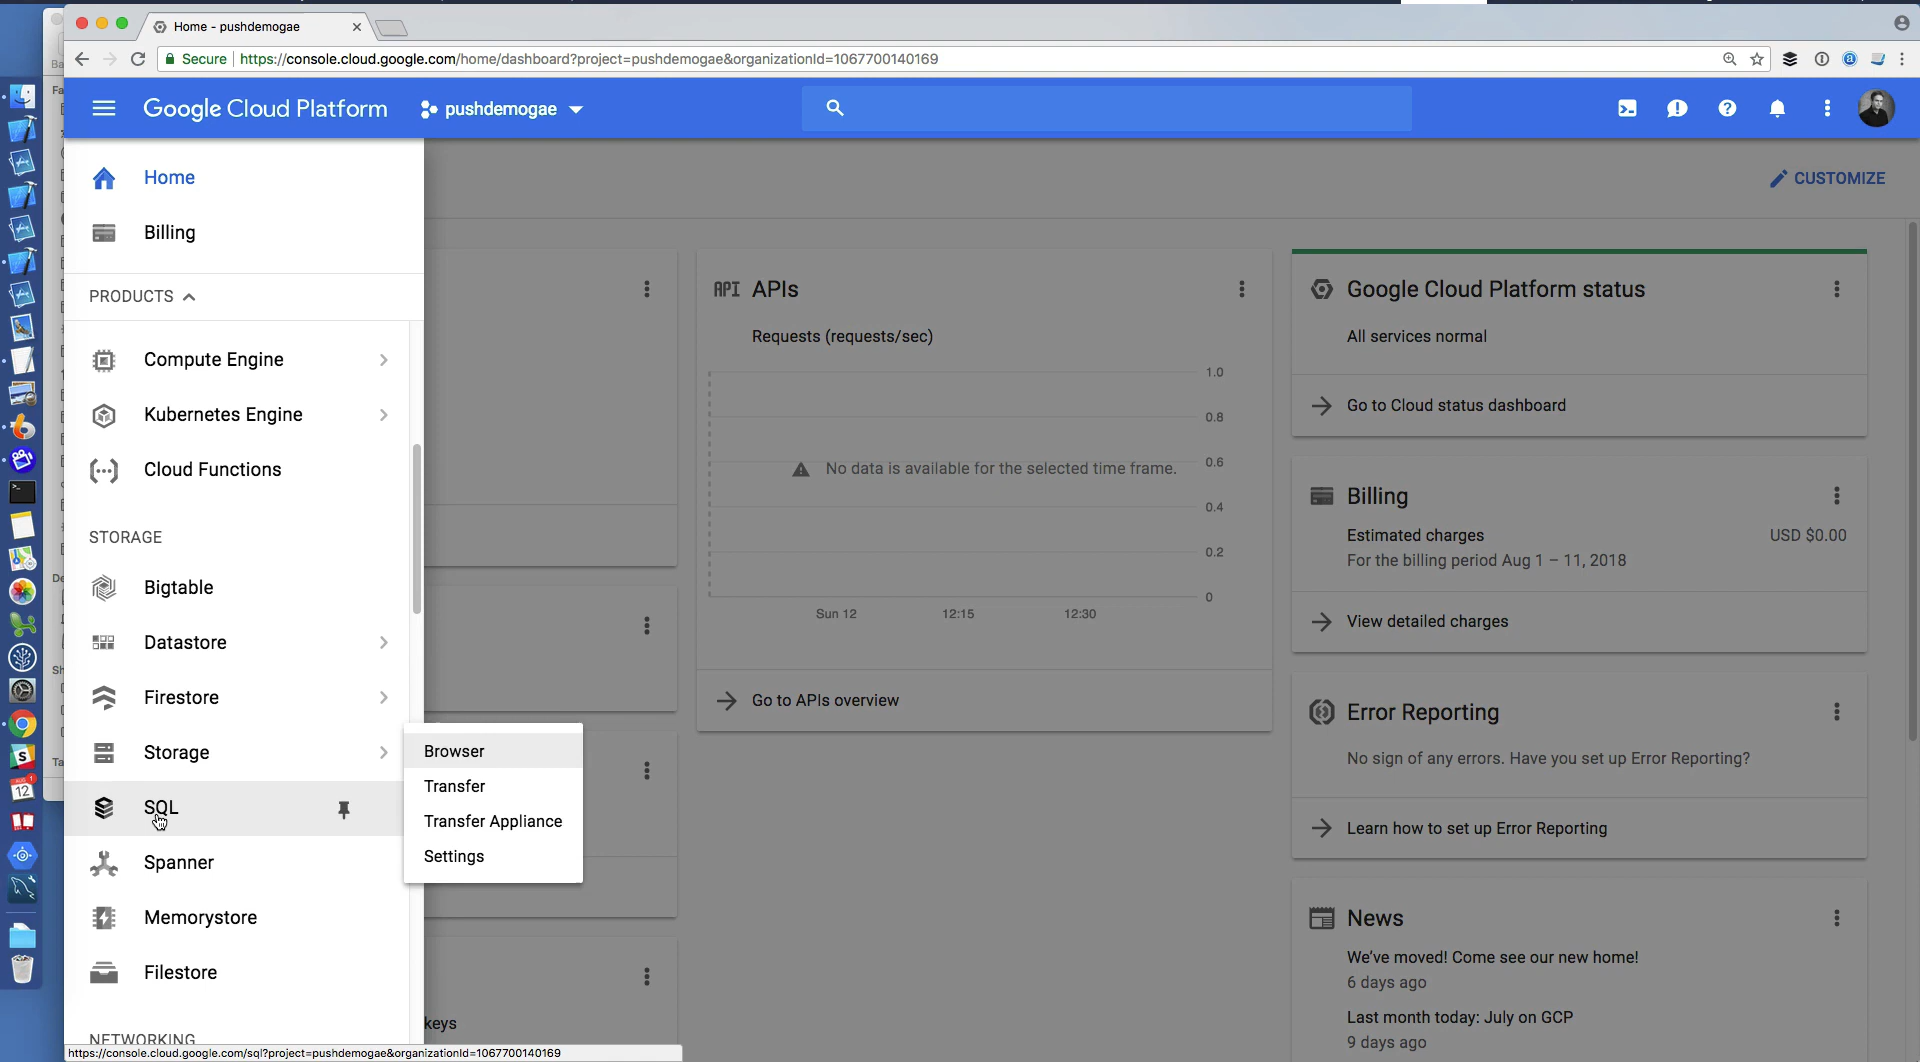 Home - pushdemogae
Secure https://console.cloud.google.com/home/dashboard?project=pushdemogae&organizationId=1067700140169
Google Cloud Platform
pushdemogae
Home
Billing
PRODUCTS
Compute Engine
Kubernetes Engine
Cloud Functions
STORAGE
Bigtable
Datastore
Firestore
Storage
SQL
Spanner
Memorystore
Filestore
NETWORKING
Browser
Transfer
Transfer Appliance
Settings
keys
CUSTOMIZE
API APIs
Requests (requests/sec)
1.0
0.8
No data is available for the selected time frame.
0.6
0.4
0.2
0
Sun 12
12:15
12:30
Go to APIs overview
Google Cloud Platform status
All services normal
Go to Cloud status dashboard
Billing
Estimated charges
USD $0.00
For the billing period Aug 1 – 11, 2018
View detailed charges
Error Reporting
No sign of any errors. Have you set up Error Reporting?
Learn how to set up Error Reporting
News
We've moved! Come see our new home!
6 days ago
Last month today: July on GCP
9 days ago
https://console.cloud.google.com/sql?project=pushdemogae&organizationId=1067700140169